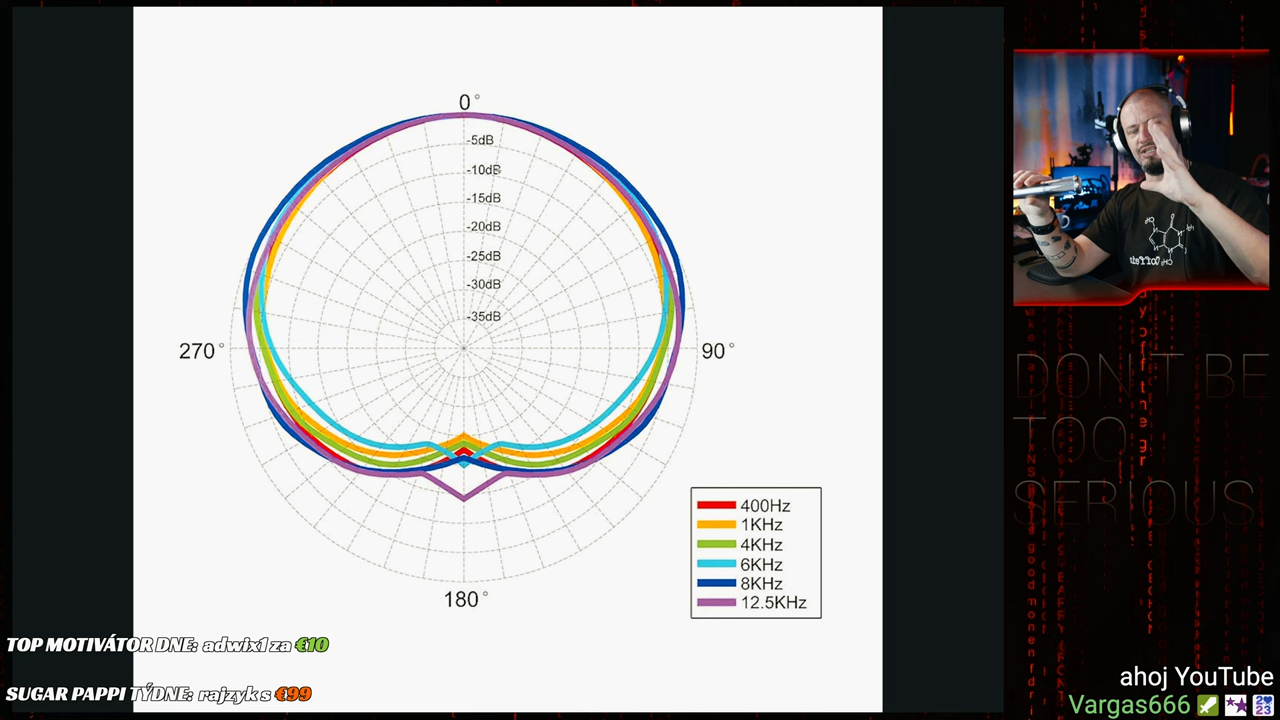 0°
-5dB
-10dB
-15dB
-20dB
-25dB
-30dB
-35dB
270°
90°
180°
400Hz
1KHz
4KHz
6KHz
8KHz
12.5KHz
DON'T BE
TOO
SERIOUS
TOP MOTIVÁTOR DNE: adwix1 za €10
SUGAR PAPPI TÝDNE: rajzyk s €99
ahoj YouTube
Vargas666
2023